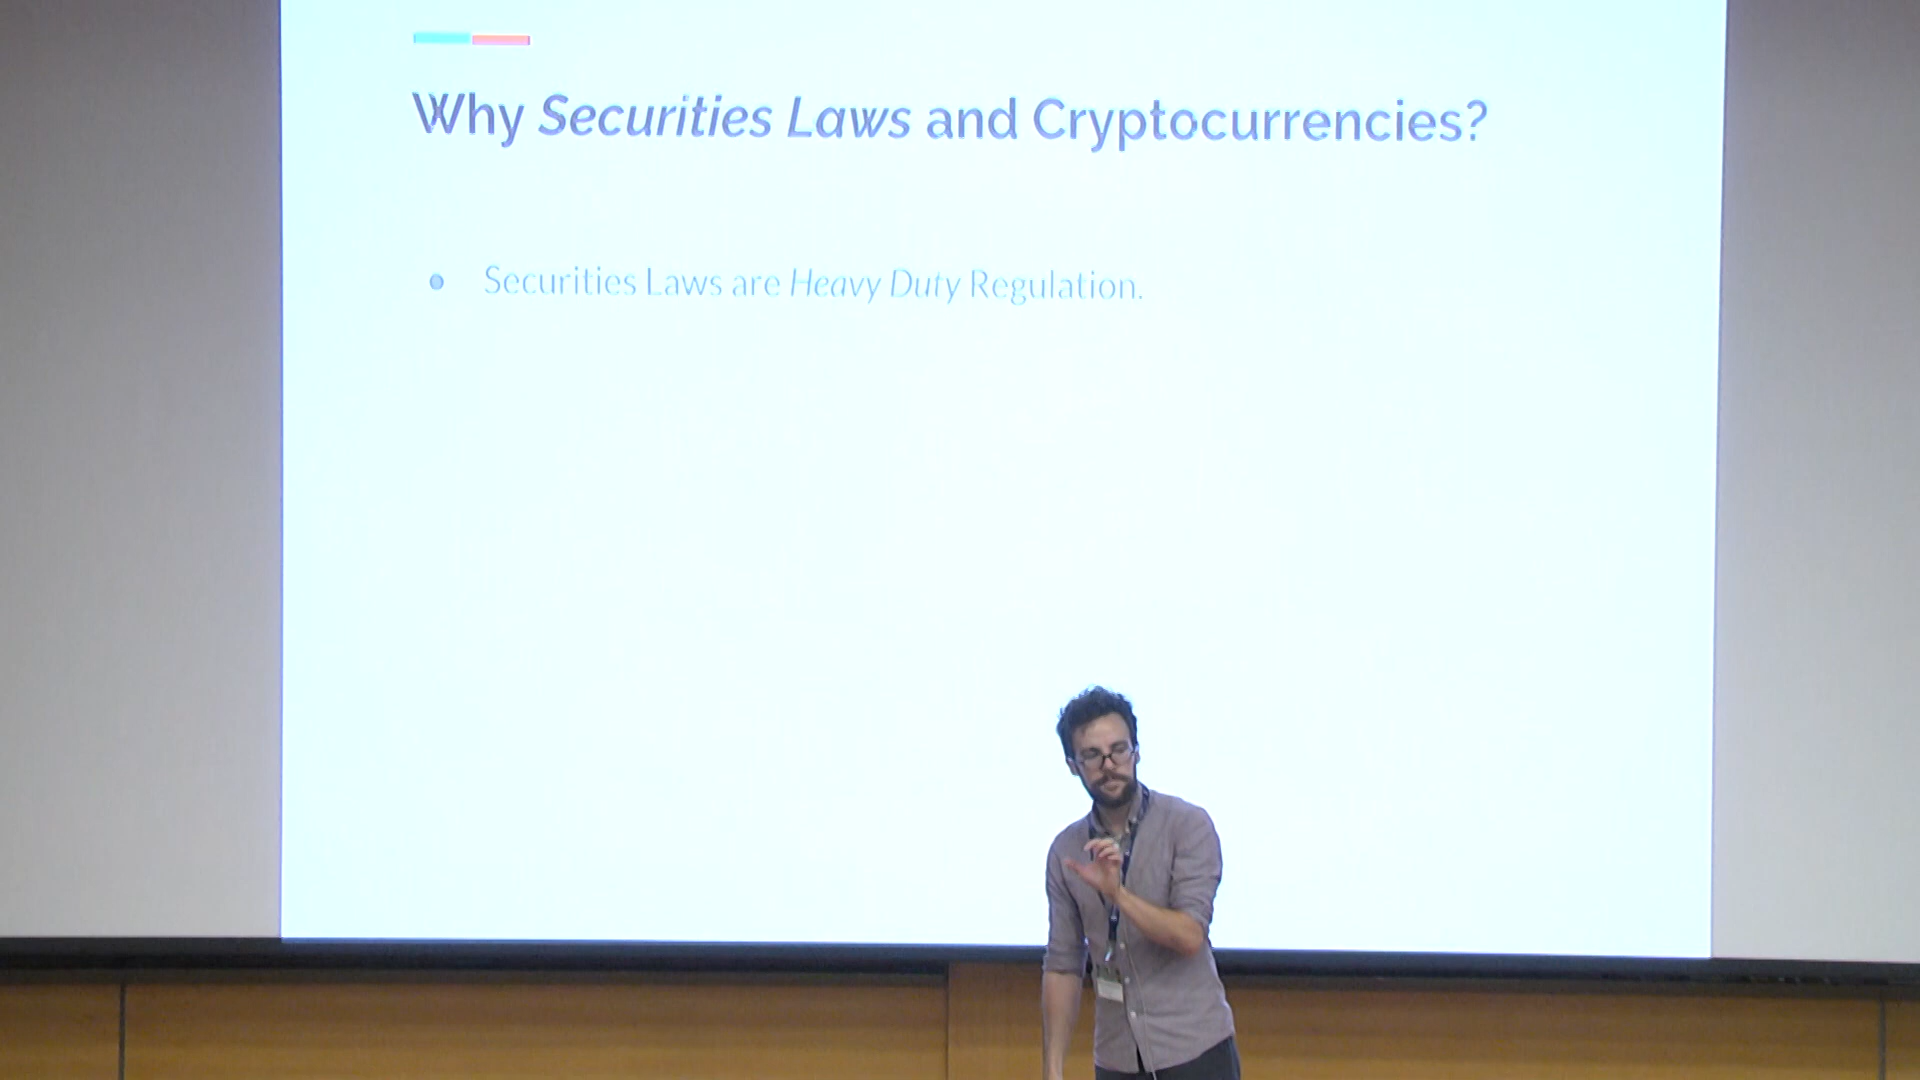 Why Securities Laws and Cryptocurrencies?
Securities Laws are Heavy Duty Regulation.